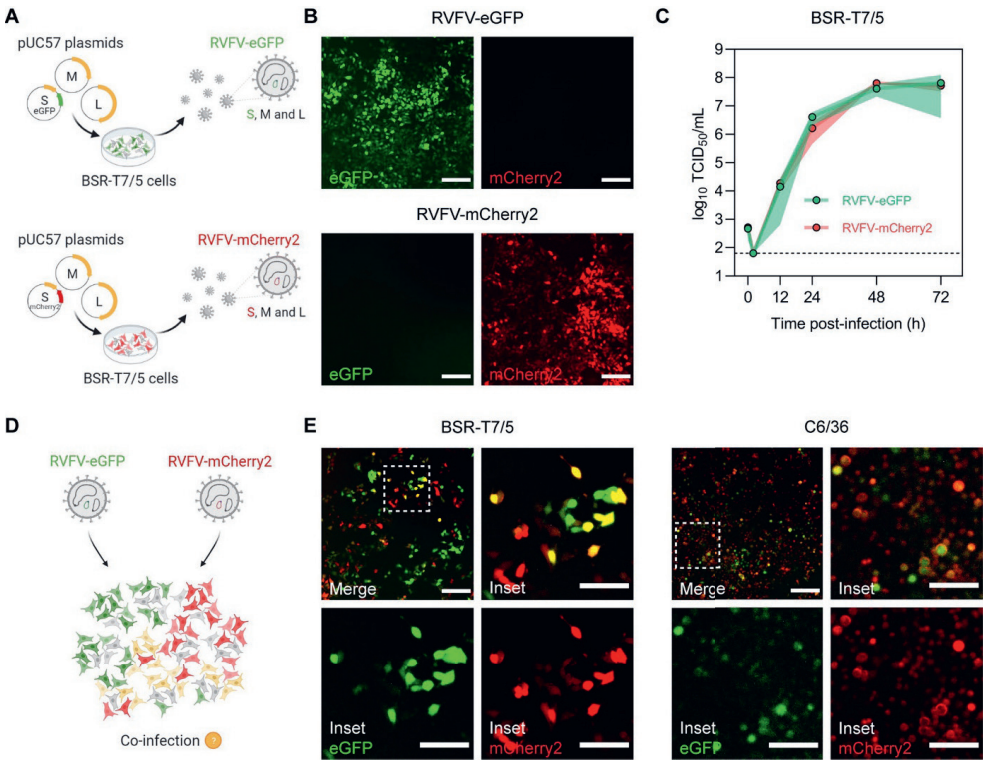 A
pUC57 plasmids
RVFV-eGFP
M
S
eGFP
L
S, M and L
BSR-T7/5 cells
pUC57 plasmids
RVFV-mCherry2
M
S
mCherry2
L
S, M and L
BSR-T7/5 cells
B
RVFV-eGFP
eGFP
mCherry2
RVFV-mCherry2
eGFP
mCherry2
C
BSR-T7/5
log10 TCID50/mL
9
8
7
6
5
4
3
2
1
RVFV-eGFP
RVFV-mCherry2
0 12 24 48 72
Time post-infection (h)
D
RVFV-eGFP RVFV-mCherry2
Co-infection ?
E
BSR-T7/5
Merge
Inset
Inset
eGFP
Inset
mCherry2
C6/36
Merge
Inset
Inset
eGFP
Inset
mCherry2